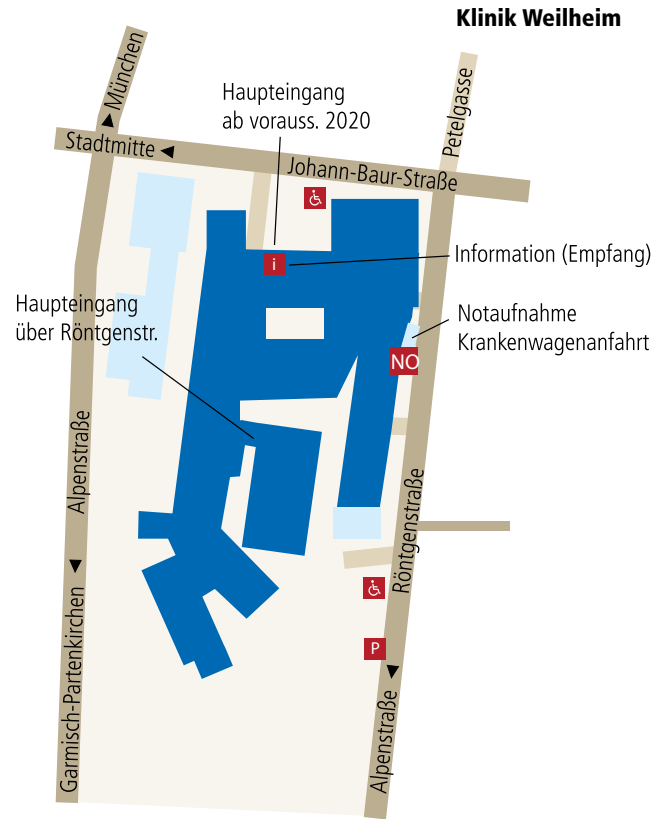 Klinik Weilheim
München
Petelgasse
Haupteingang
ab vorauss. 2020
Stadtmitte
Johann-Baur-Straße
i
Information (Empfang)
Haupteingang
über Röntgenstr.
Notaufnahme
Krankenwagenanfahrt
NO
Alpenstraße
Röntgenstraße
Garmisch-Partenkirchen
P
Alpenstraße